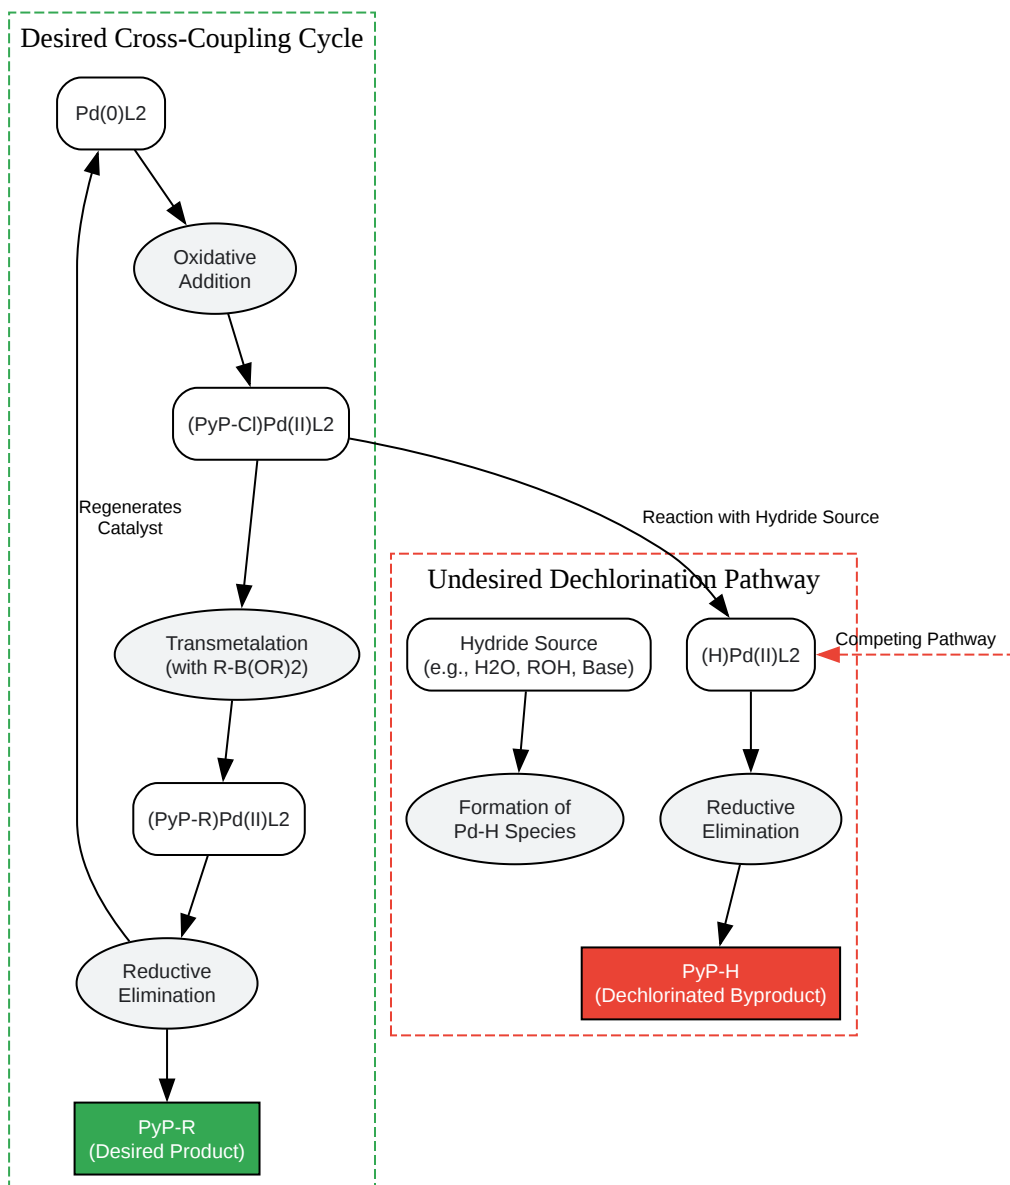 Desired Cross-Coupling Cycle
Pd(0)L2
Oxidative
Addition
(PyP-Cl)Pd(II)L2
Regenerates
Catalyst
Reaction with Hydride Source
Undesired Dechlorination Pathway
Transmetalation
(with R-B(OR)2)
Hydride Source
(e.g., H2O, ROH, Base)
(H)Pd(II)L2
Competing Pathway
(PyP-R)Pd(II)L2
Formation of
Pd-H Species
Reductive
Elimination
Reductive
Elimination
PyP-H
(Dechlorinated Byproduct)
PyP-R
(Desired Product)